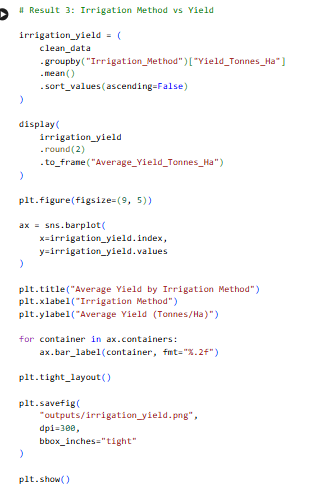 # Result 3: Irrigation Method vs Yield
irrigation_yield = (
    clean_data
    .groupby("Irrigation_Method")["Yield_Tonnes_Ha"]
    .mean()
    .sort_values(ascending=False)
)
display(
    irrigation_yield
    .round(2)
    .to_frame("Average_Yield_Tonnes_Ha")
)
plt.figure(figsize=(9, 5))
ax = sns.barplot(
    x=irrigation_yield.index,
    y=irrigation_yield.values
)
plt.title("Average Yield by Irrigation Method")
plt.xlabel("Irrigation Method")
plt.ylabel("Average Yield (Tonnes/Ha)")
for container in ax.containers:
    ax.bar_label(container, fmt="%.2f")
plt.tight_layout()
plt.savefig(
    "outputs/irrigation_yield.png",
    dpi=300,
    bbox_inches="tight"
)
plt.show()